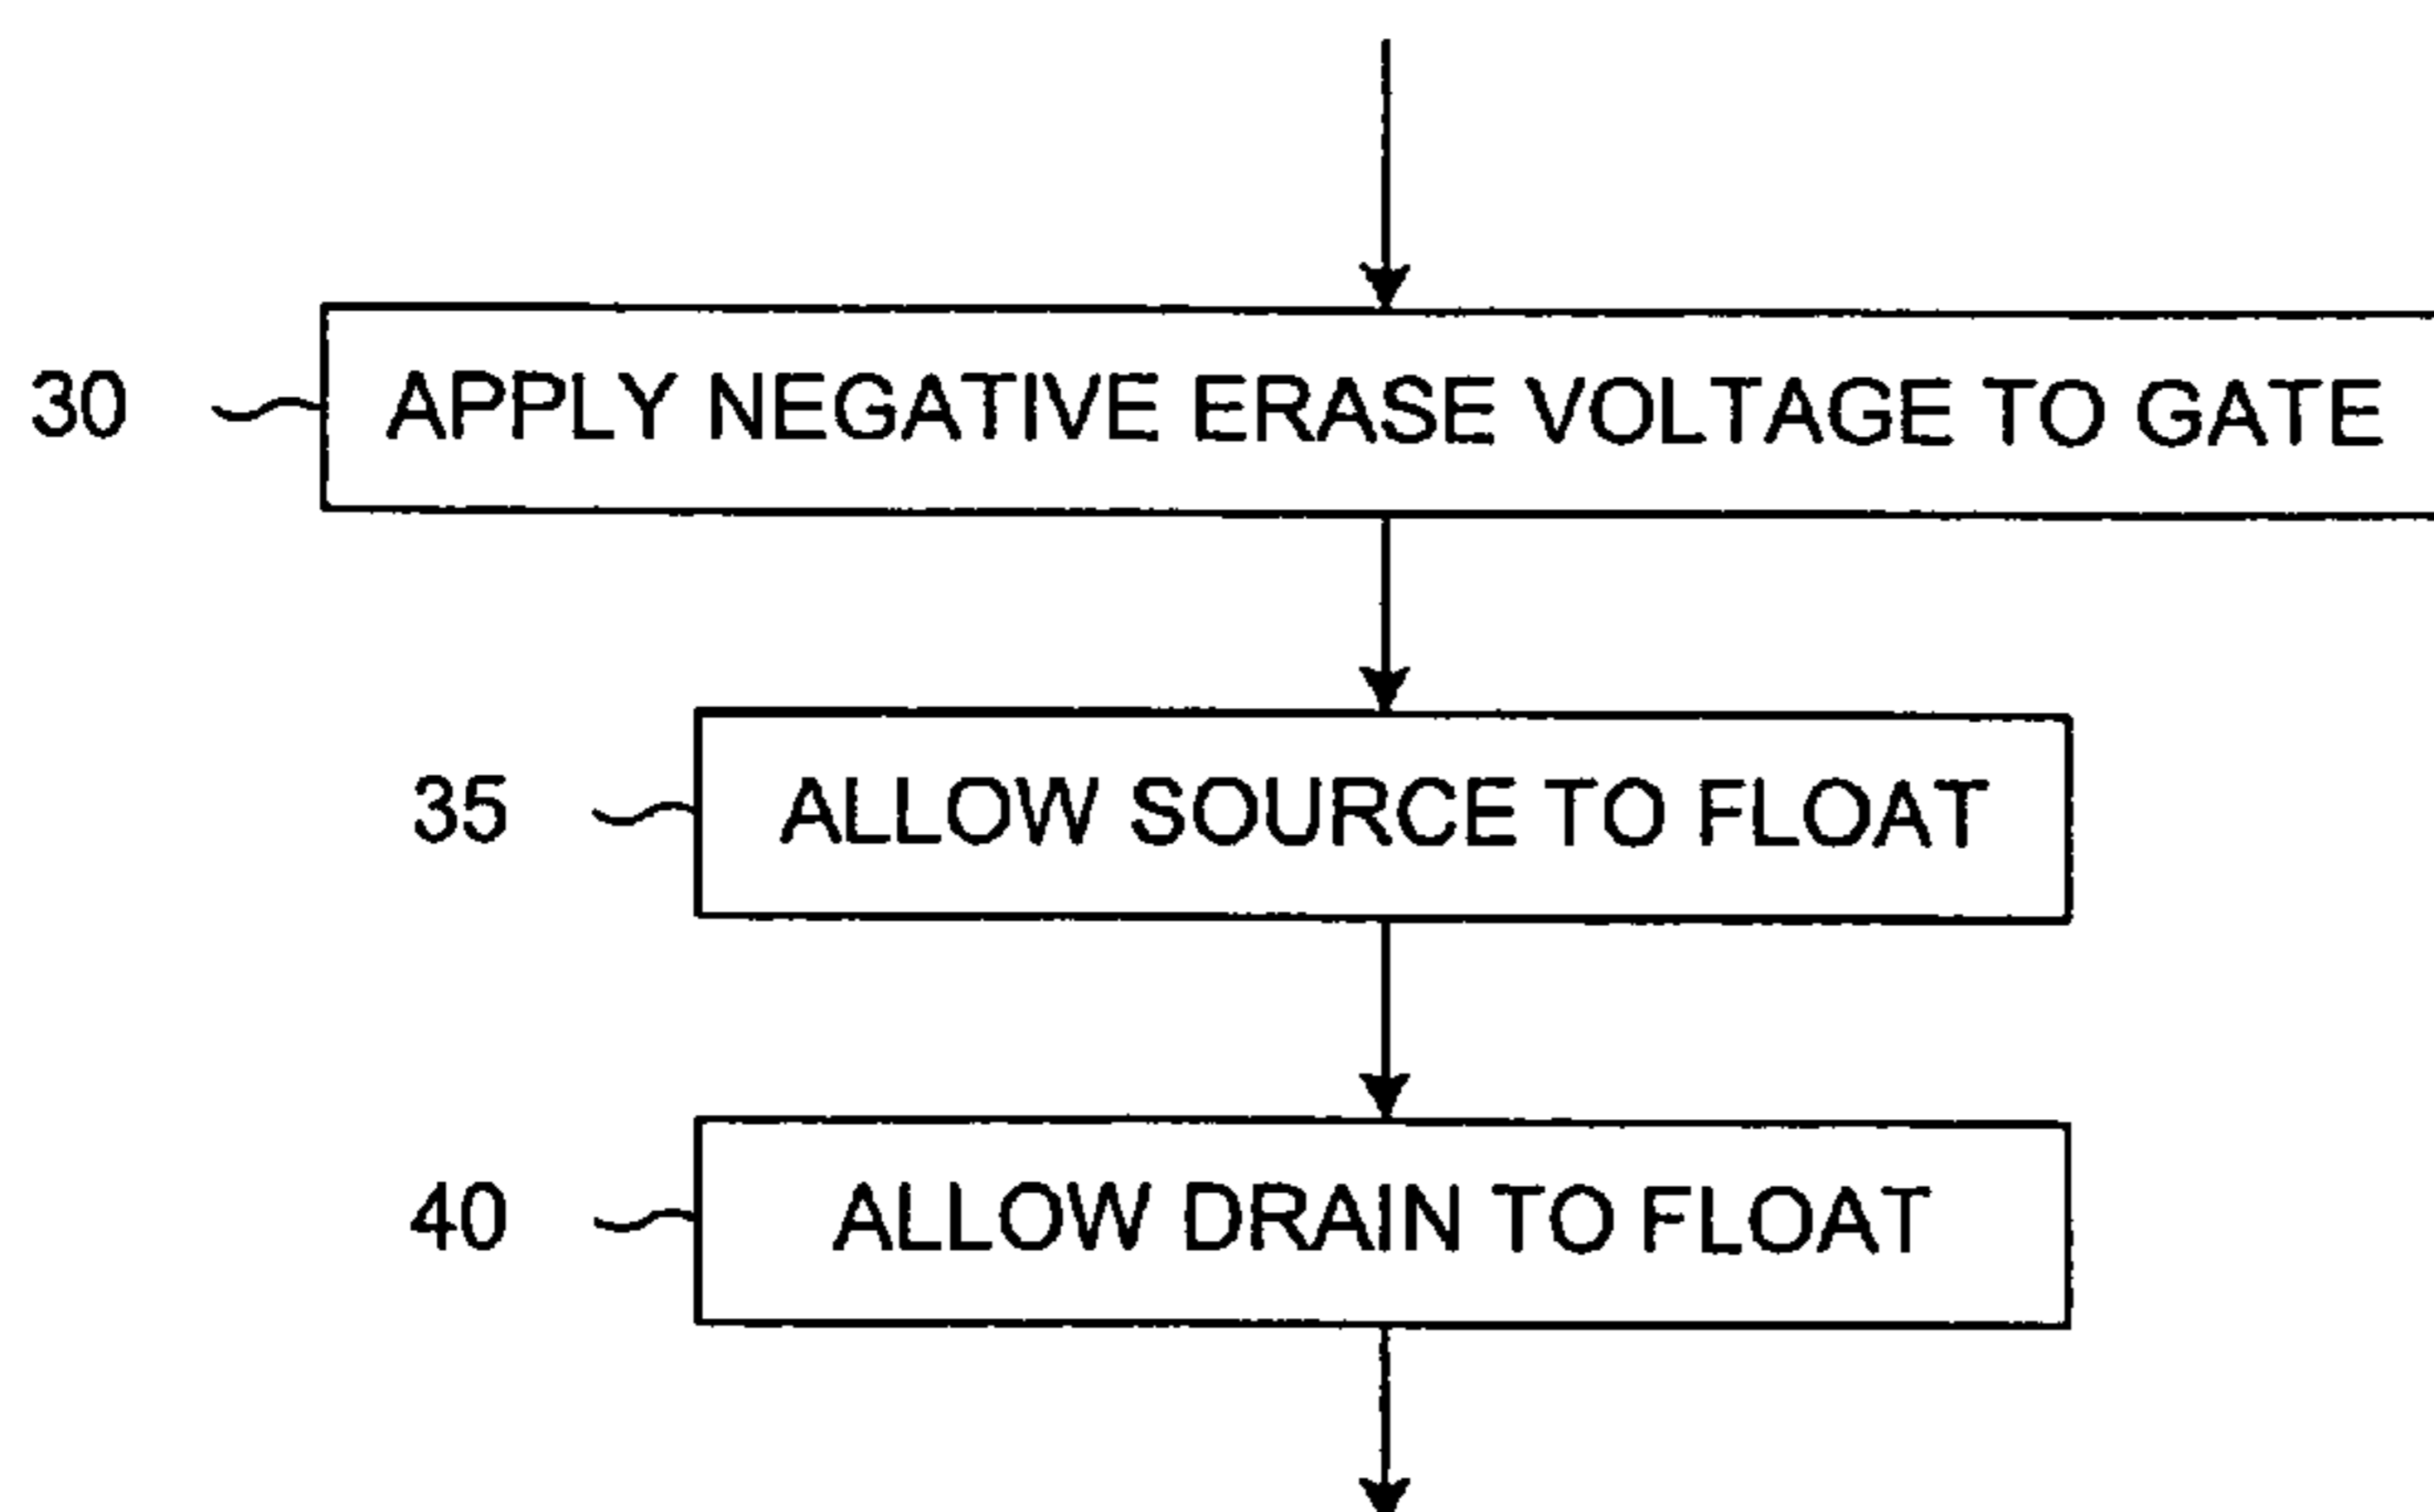 30 APPLY NEGATIVE ERASE VOLTAGE TO GATE
35 ALLOW SOURCE TO FLOAT
40 ALLOW DRAIN TO FLOAT